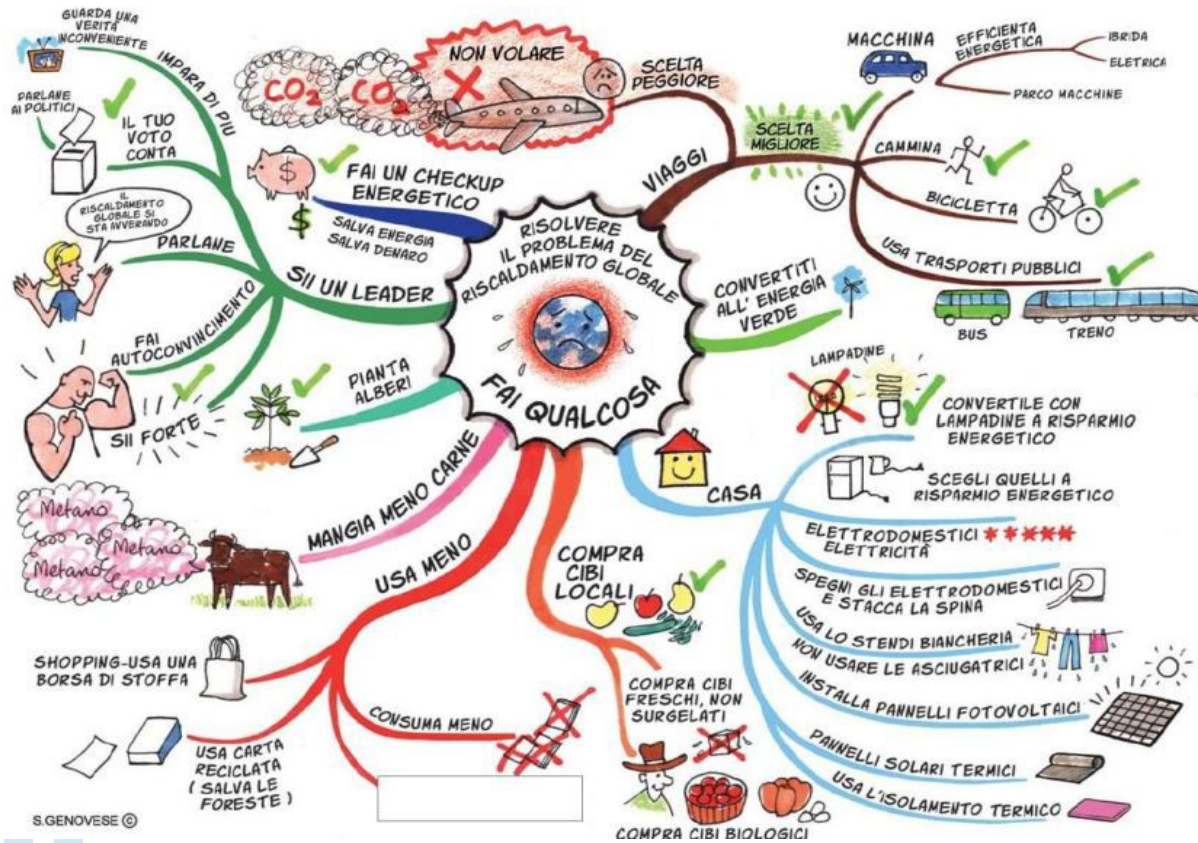 GUARDA UNA
VERITÀ
INCONVENIENTE
IMPARA DI PIU
PARLANE
AI POLITICI
IL TUO
VOTO
CONTA
IL
RISCALDAMENTO
GLOBALE SI
STA AVVERANDO
PARLANE
FAI
AUTOCONVINCIMENTO
SII FORTE
SII UN LEADER
FAI UN CHECKUP
ENERGETICO
$
$
SALVA ENERGIA
SALVA DENARO
CO2
CO2
NON VOLARE
SCELTA
PEGGIORE
VIAGGI
SCELTA
MIGLIORE
MACCHINA
EFFICIENTA
ENERGETICA
IBRIDA
ELETRICA
PARCO MACCHINE
CAMMINA
BICICLETTA
USA TRASPORTI PUBBLICI
BUS
TRENO
RISOLVERE
IL PROBLEMA DEL
RISCALDAMENTO GLOBALE
FAI QUALCOSA
CONVERTITI
ALL' ENERGIA
VERDE
PIANTA
ALBERI
MANGIA MENO CARNE
Metano
Metano
Metano
USA MENO
SHOPPING-USA UNA
BORSA DI STOFFA
USA CARTA
RECICLATA
(SALVA LE
FORESTE)
CONSUMA MENO
COMPRA
CIBI
LOCALI
COMPRA CIBI
FRESCHI, NON
SURGELATI
COMPRA CIBI BIOLOGICI
CASA
LAMPADINE
CONVERTILE CON
LAMPADINE A RISPARMIO
ENERGETICO
SCEGLI QUELLI A
RISPARMIO ENERGETICO
ELETTRODOMESTICI *****
ELETTRICITÀ
SPEGNI GLI ELETTRODOMESTICI
E STACCA LA SPINA
USA LO STENDI BIANCHERIA
NON USARE LE ASCIUGATRICI
INSTALLA PANNELLI FOTOVOLTAICI
PANNELLI SOLARI TERMICI
USA L'ISOLAMENTO TERMICO
S.GENOVESE ©